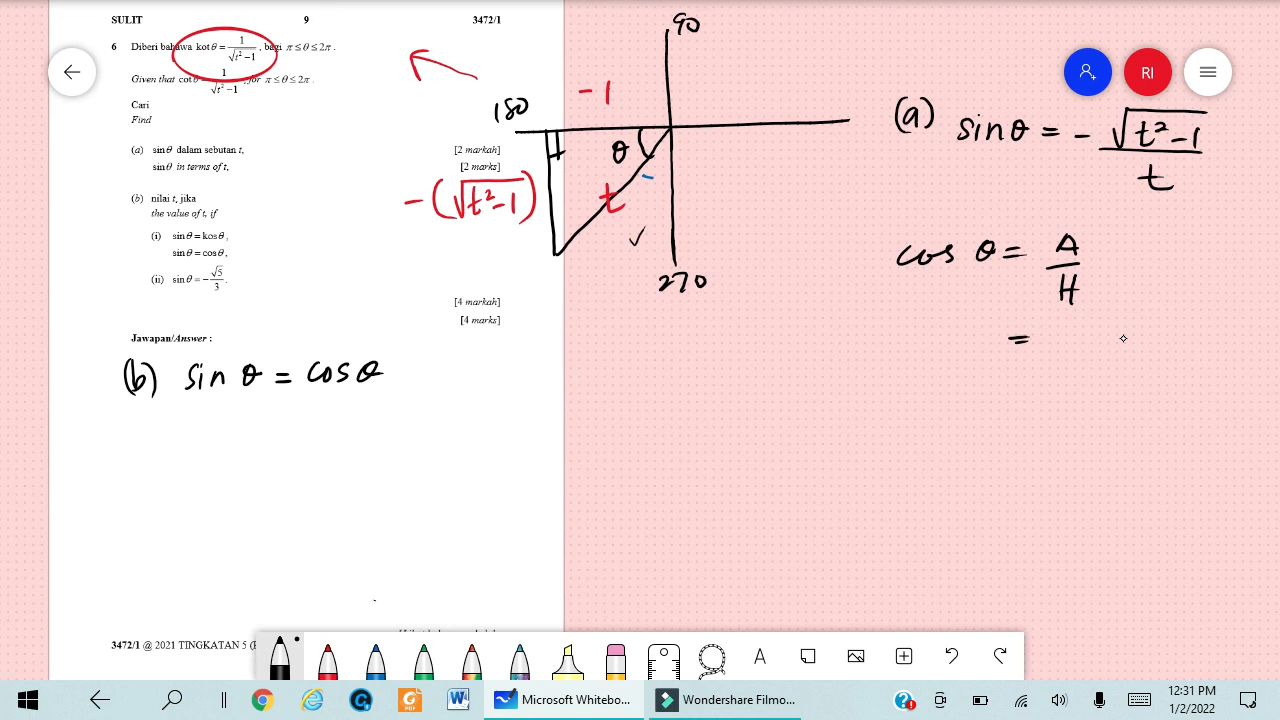 SULIT 9 3472/1
6 Diberi bahawa kot θ = 1/√(t² − 1), bagi π ≤ θ ≤ 2π.
Given that cot θ = 1/√(t² − 1), for π ≤ θ ≤ 2π.
Cari
Find
(a) sin θ dalam sebutan t, [2 markah]
sin θ in terms of t, [2 marks]
(b) nilai t, jika
the value of t, if
(i) sin θ = kos θ,
sin θ = cos θ,
(ii) sin θ = −√5/3.
[4 markah]
[4 marks]
Jawapan/Answer :
(b) sin θ = cos θ
90
180
270
-1
θ
t
-(√(t²-1))
(a) sin θ = - √(t²-1)/t
cos θ = A/H
=
3472/1 @ 2021 TINGKATAN 5
RI
A
Microsoft Whitebo...
Wondershare Filmo...
12:31 PM
1/2/2022